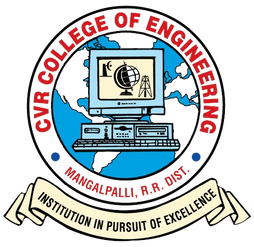 CVR COLLEGE OF ENGINEERING
MANGALPALLI, R.R. DIST.
INSTITUTION IN PURSUIT OF EXCELLENCE